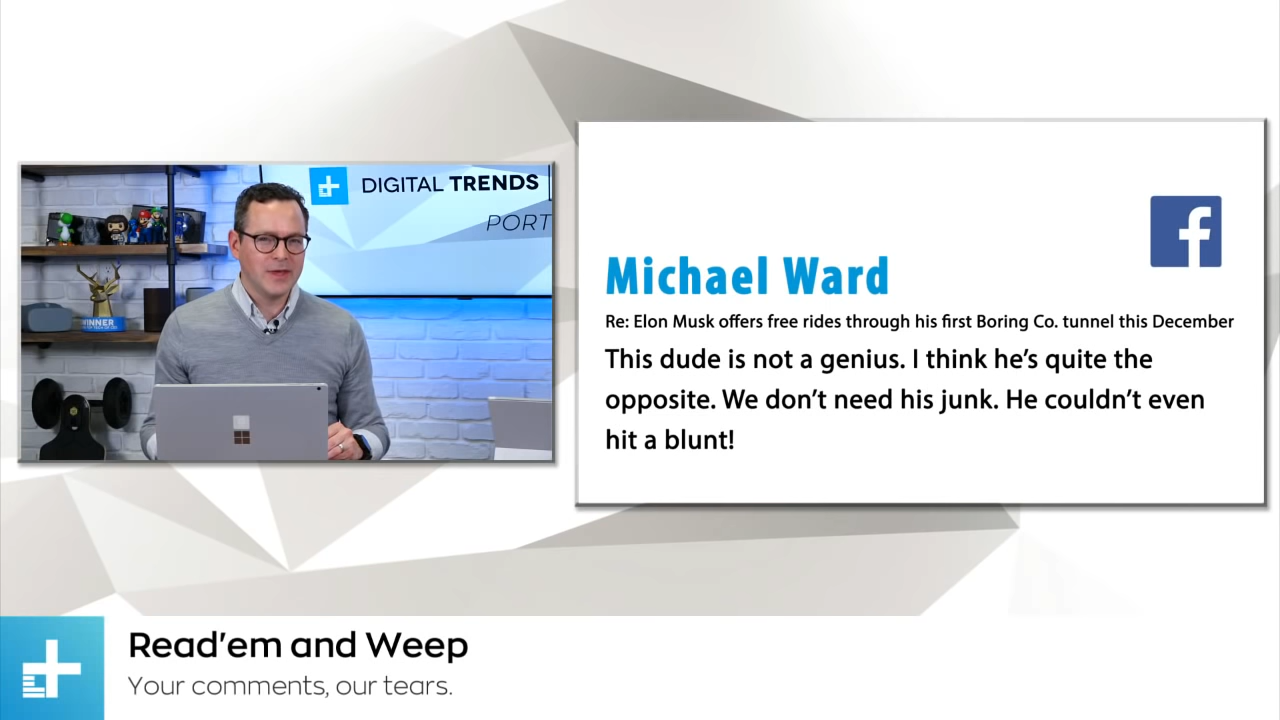 DIGITAL TRENDS
PORT
WINNER
Michael Ward
Re: Elon Musk offers free rides through his first Boring Co. tunnel this December
This dude is not a genius. I think he’s quite the
opposite. We don’t need his junk. He couldn’t even
hit a blunt!
Read'em and Weep
Your comments, our tears.